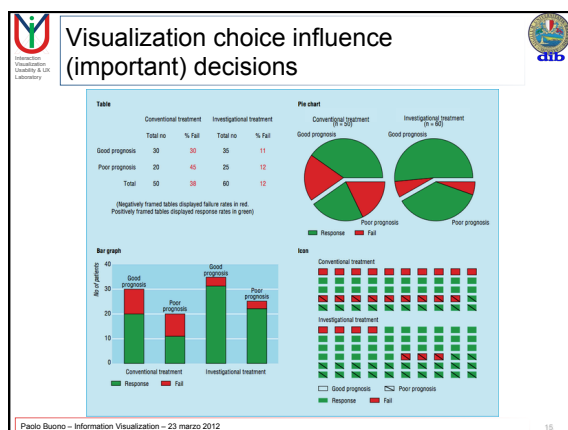 Interaction
Visualization
Usability & UX
Laboratory
Visualization choice influence
(important) decisions
dib
Table
Conventional treatment Investigational treatment
Total no % Fail Total no % Fail
Good prognosis 30 30 35 11
Poor prognosis 20 45 25 12
Total 50 38 60 12
(Negatively framed tables displayed failure rates in red.
Positively framed tables displayed response rates in green)
Pie chart
Conventional treatment
(n = 50)
Investigational treatment
(n = 60)
Good prognosis
Good prognosis
Poor prognosis
Poor prognosis
Response Fail
Bar graph
No of patients
40
30
20
10
0
Good
prognosis
Poor
prognosis
Good
prognosis
Poor
prognosis
Conventional treatment Investigational treatment
Response Fail
Icon
Conventional treatment
Investigational treatment
Good prognosis Poor prognosis
Response Fail
Paolo Buono – Information Visualization – 23 marzo 2012
15